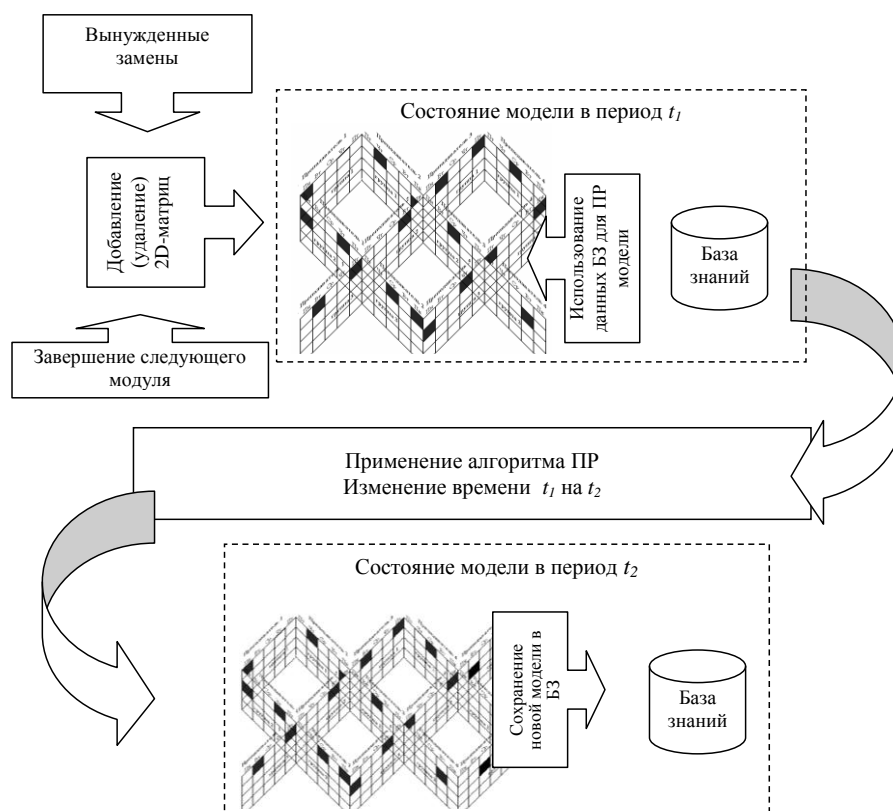 Вынужденные
замены
Состояние модели в период t1
Добавление
(удаление)
2D-матриц
Использование
данных БЗ для ПР
модели
База
знаний
Завершение следующего
модуля
Применение алгоритма ПР
Изменение времени t1 на t2
Состояние модели в период t2
Сохранение
новой модели в
БЗ
База
знаний